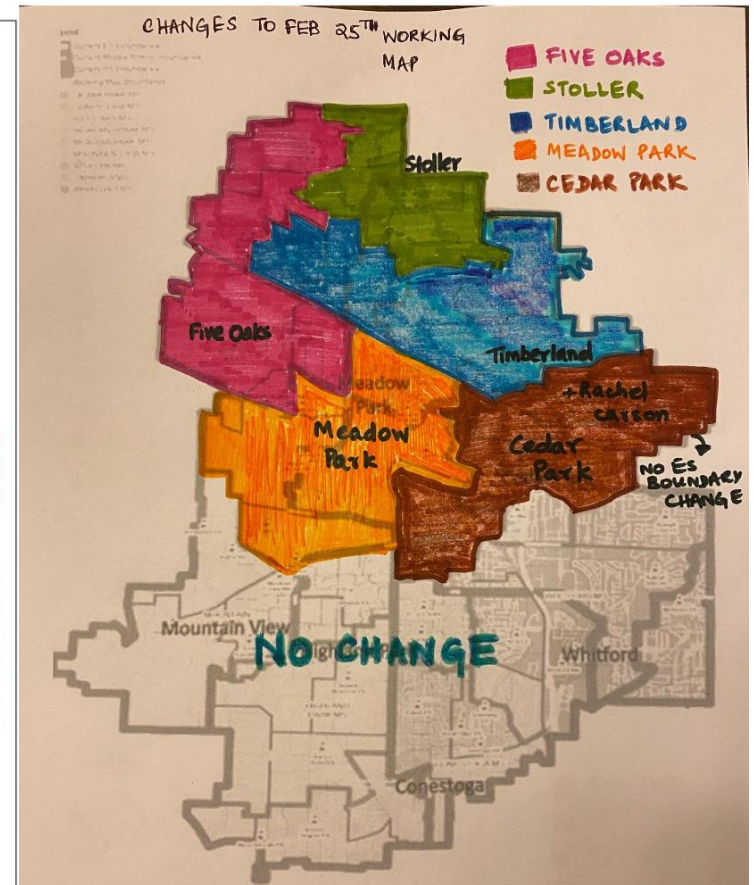 CHANGES TO FEB 25TH WORKING
MAP
FIVE OAKS
STOLLER
TIMBERLAND
MEADOW PARK
CEDAR PARK
Stoller
Five Oaks
Timberland
Meadow
Park
+Rachel
Carson
Meadow
Park
Cedar
Park
NO ES
BOUNDARY
CHANGE
Mountain View
NO CHANGE
Whitford
Conestoga